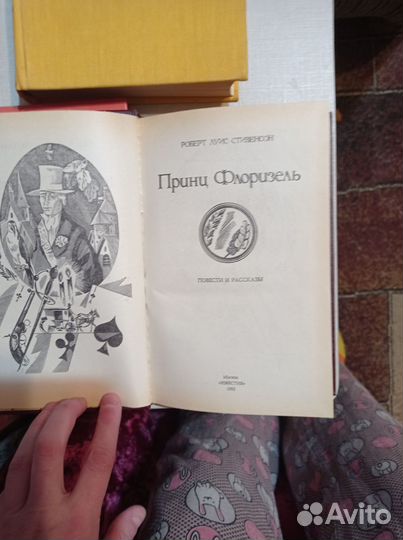 РОБЕРТ ЛУИС СТИВЕНСОН
Принц Флоризель
ПОВЕСТИ И РАССКАЗЫ
Москва
«ИЗВЕСТИЯ»
Avito